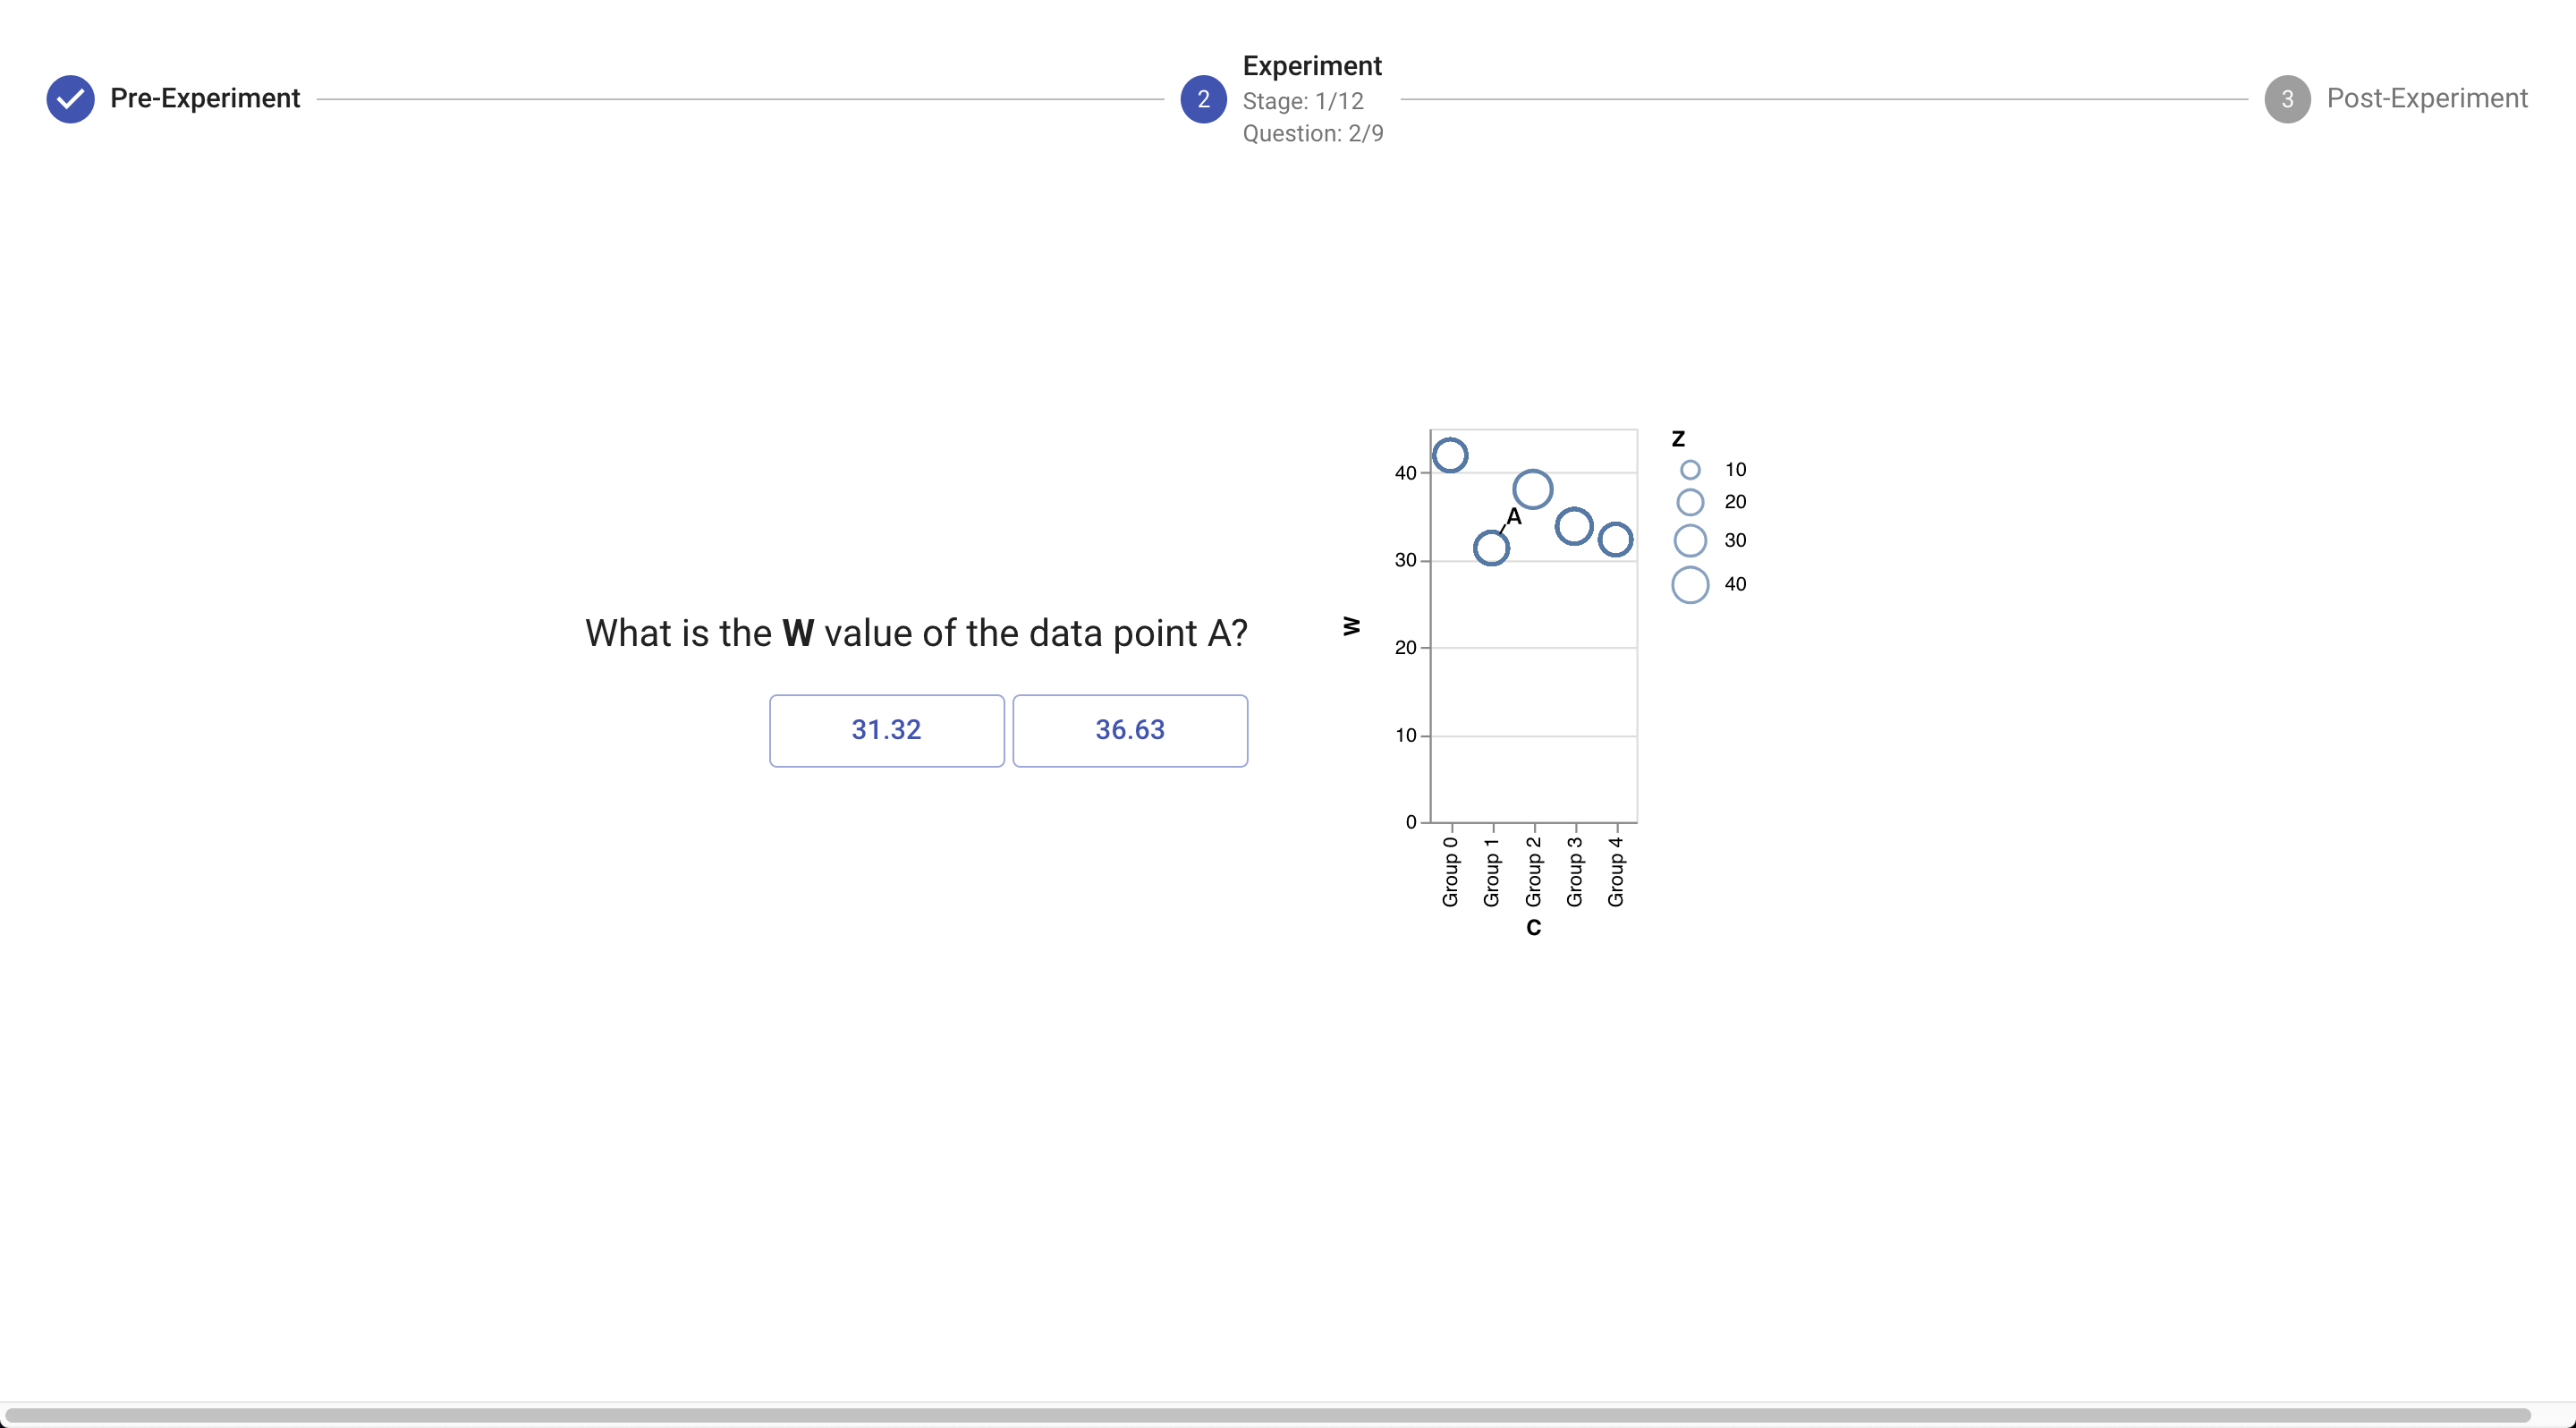 Pre-Experiment
2
Experiment
Stage: 1/12
Question: 2/9
3
Post-Experiment
What is the W value of the data point A?
31.32
36.63
W
40
30
20
10
0
A
Group 0
Group 1
Group 2
Group 3
Group 4
C
Z
10
20
30
40